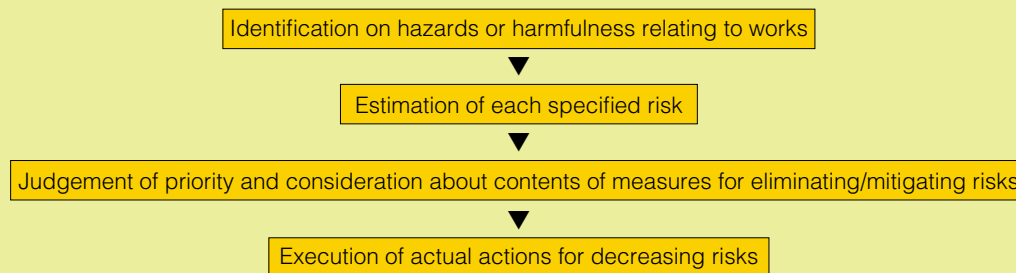 Identification on hazards or harmfulness relating to works
Estimation of each specified risk
Judgement of priority and consideration about contents of measures for eliminating/mitigating risks
Execution of actual actions for decreasing risks